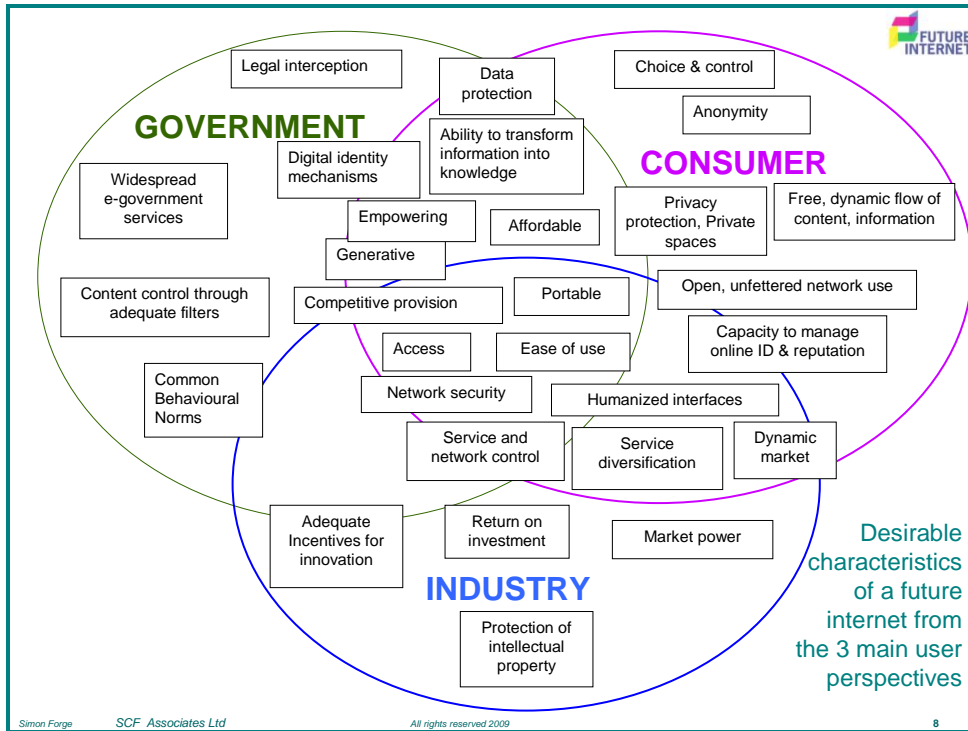 FUTURE
INTERNET
Legal interception
Data
protection
Choice & control
Anonymity
GOVERNMENT
CONSUMER
Ability to transform
information into
knowledge
Digital identity
mechanisms
Widespread
e-government
services
Privacy
protection, Private
spaces
Free, dynamic flow of
content, information
Empowering
Affordable
Generative
Content control through
adequate filters
Competitive provision
Portable
Open, unfettered network use
Capacity to manage
online ID & reputation
Access
Ease of use
Common
Behavioural
Norms
Network security
Humanized interfaces
Service and
network control
Service
diversification
Dynamic
market
Adequate
Incentives for
innovation
Return on
investment
Market power
INDUSTRY
Protection of
intellectual
property
Desirable
characteristics
of a future
internet from
the 3 main user
perspectives
Simon Forge SCF Associates Ltd All rights reserved 2009 8